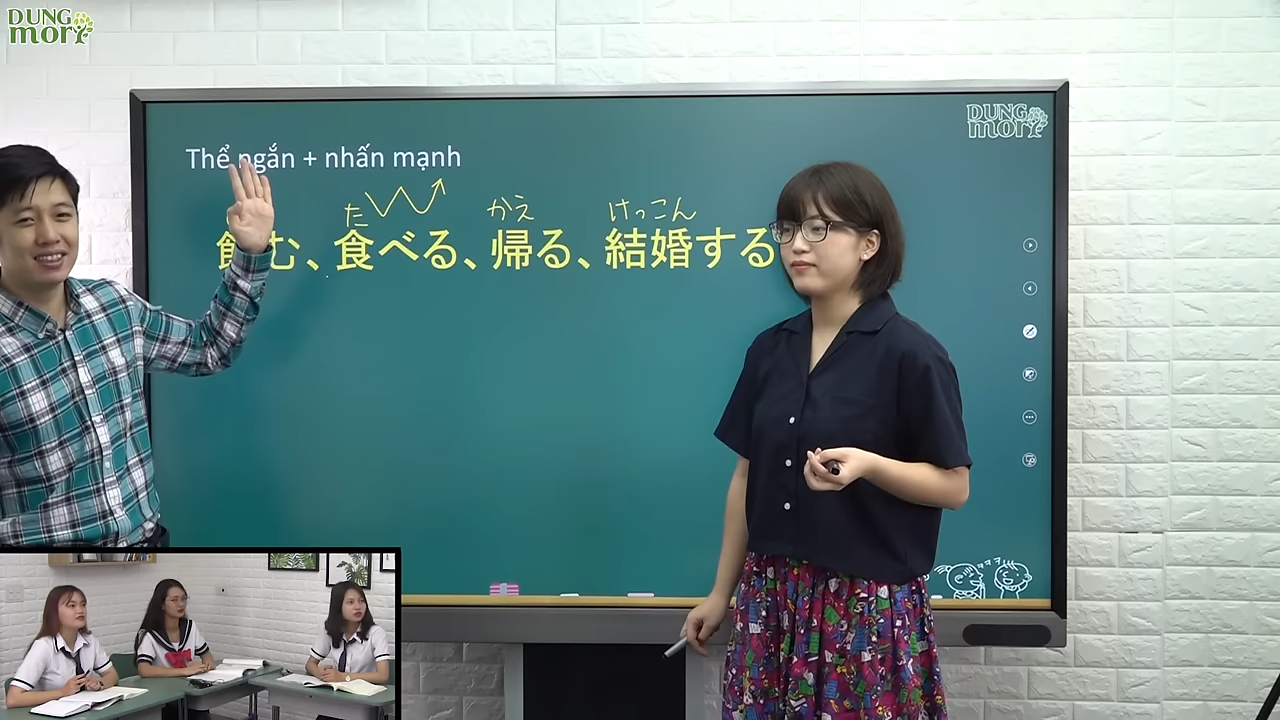 DUNG
mori
DUNG
mori
Thể ngắn + nhấn mạnh
た かえ けっこん
飲む、食べる、帰る、結婚する